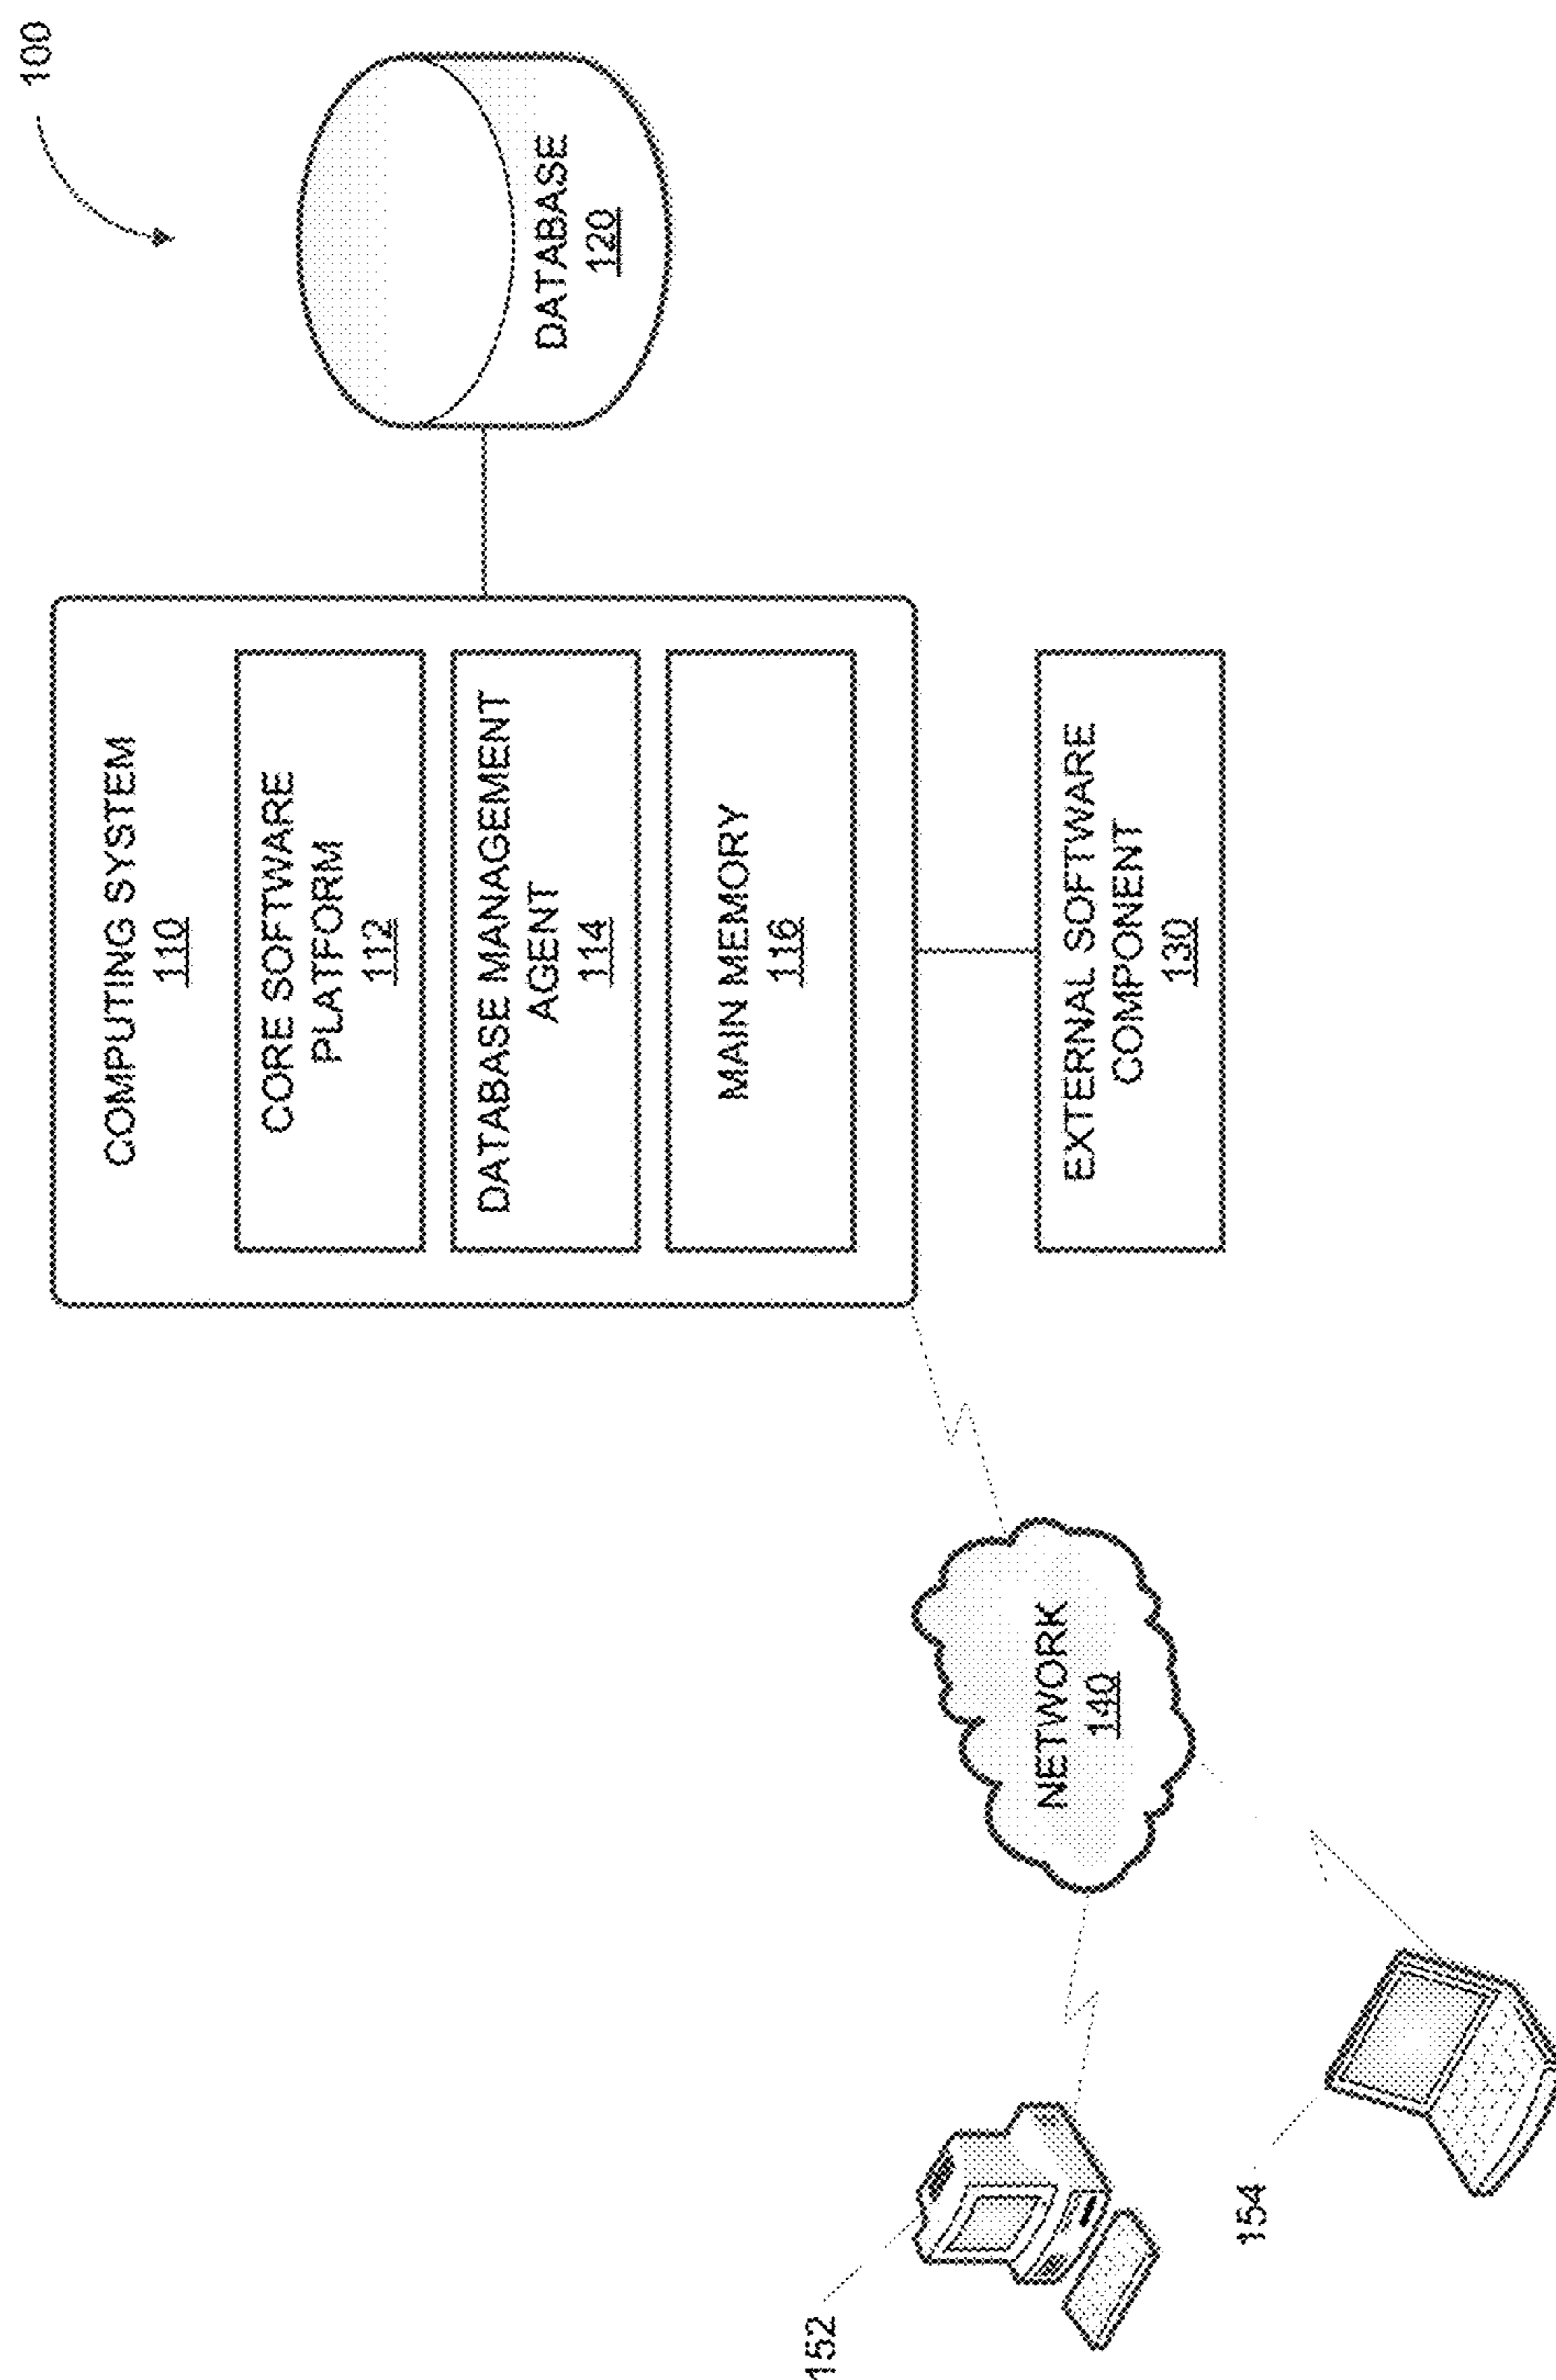 100
COMPUTING SYSTEM
110
CORE SOFTWARE
PLATFORM
112
DATABASE MANAGEMENT
AGENT
114
MAIN MEMORY
116
DATABASE
120
EXTERNAL SOFTWARE
COMPONENT
130
NETWORK
140
152
154